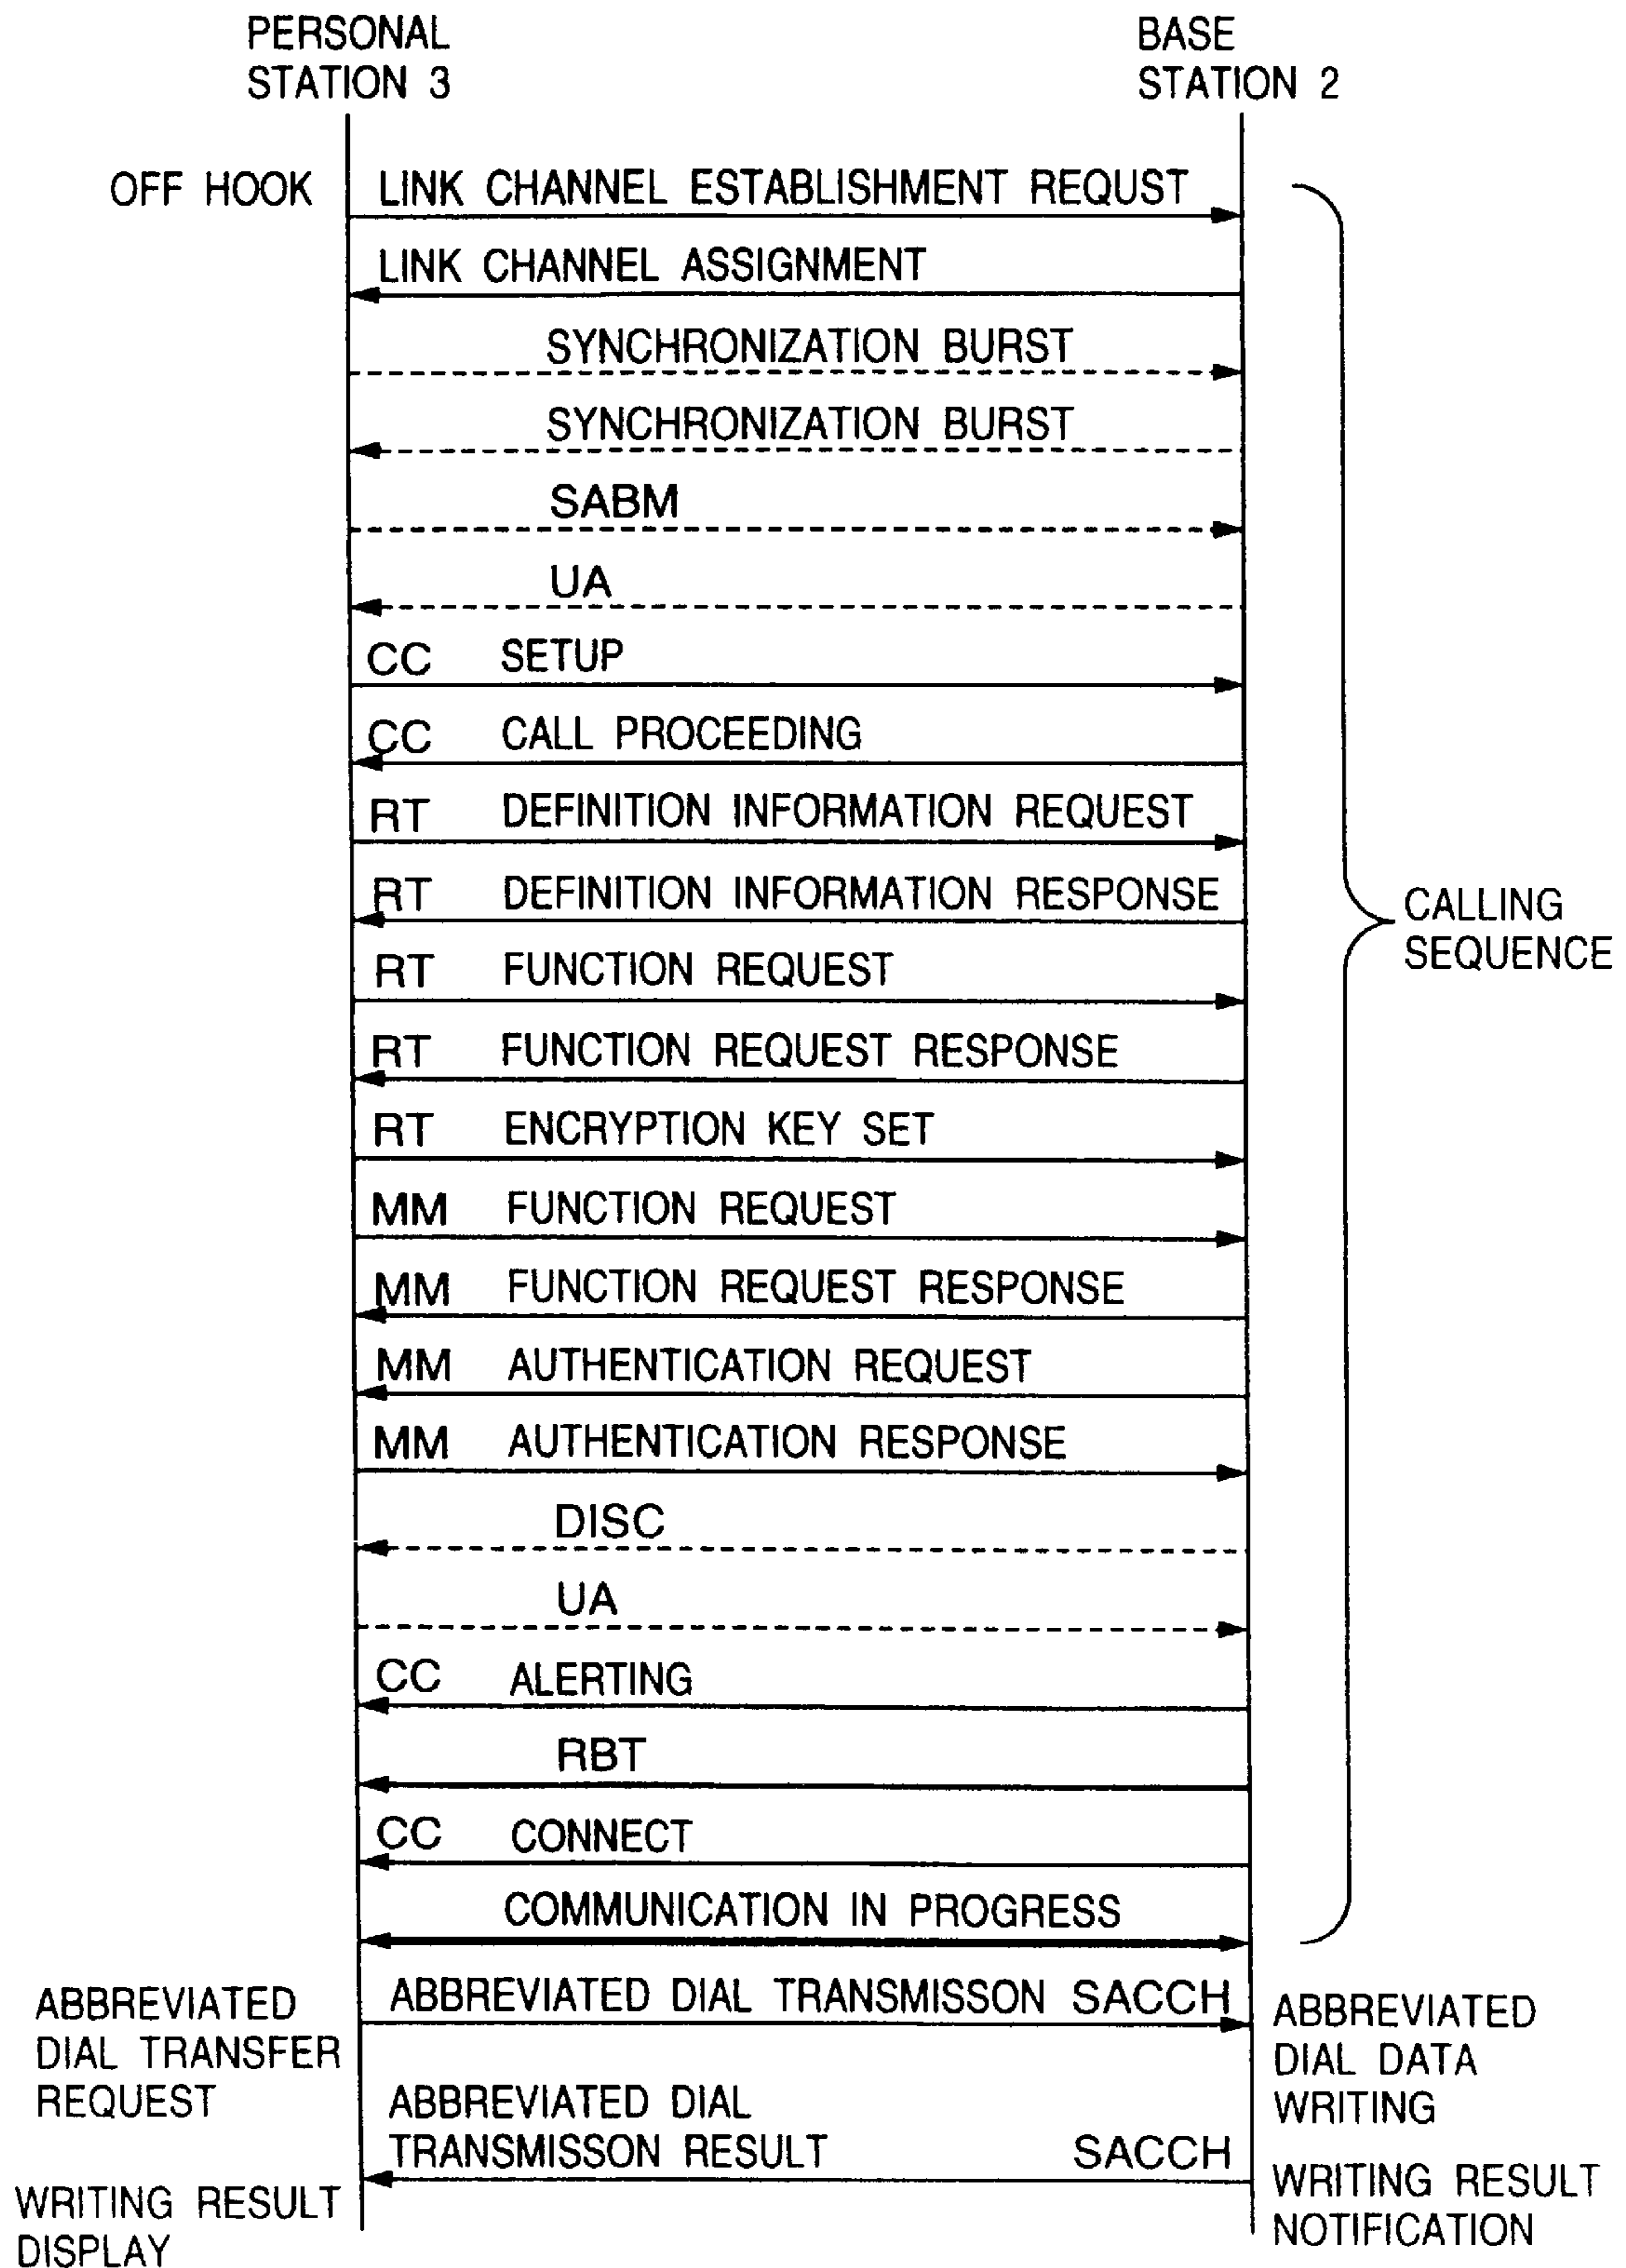 PERSONAL
STATION 3
BASE
STATION 2
OFF HOOK
LINK CHANNEL ESTABLISHMENT REQUST
LINK CHANNEL ASSIGNMENT
SYNCHRONIZATION BURST
SYNCHRONIZATION BURST
SABM
UA
CC SETUP
CC CALL PROCEEDING
RT DEFINITION INFORMATION REQUEST
RT DEFINITION INFORMATION RESPONSE
CALLING
SEQUENCE
RT FUNCTION REQUEST
RT FUNCTION REQUEST RESPONSE
RT ENCRYPTION KEY SET
MM FUNCTION REQUEST
MM FUNCTION REQUEST RESPONSE
MM AUTHENTICATION REQUEST
MM AUTHENTICATION RESPONSE
DISC
UA
CC ALERTING
RBT
CC CONNECT
COMMUNICATION IN PROGRESS
ABBREVIATED
DIAL TRANSFER
REQUEST
ABBREVIATED DIAL TRANSMISSON SACCH
ABBREVIATED
DIAL DATA
WRITING
ABBREVIATED DIAL
TRANSMISSON RESULT SACCH
WRITING RESULT
DISPLAY
WRITING RESULT
NOTIFICATION